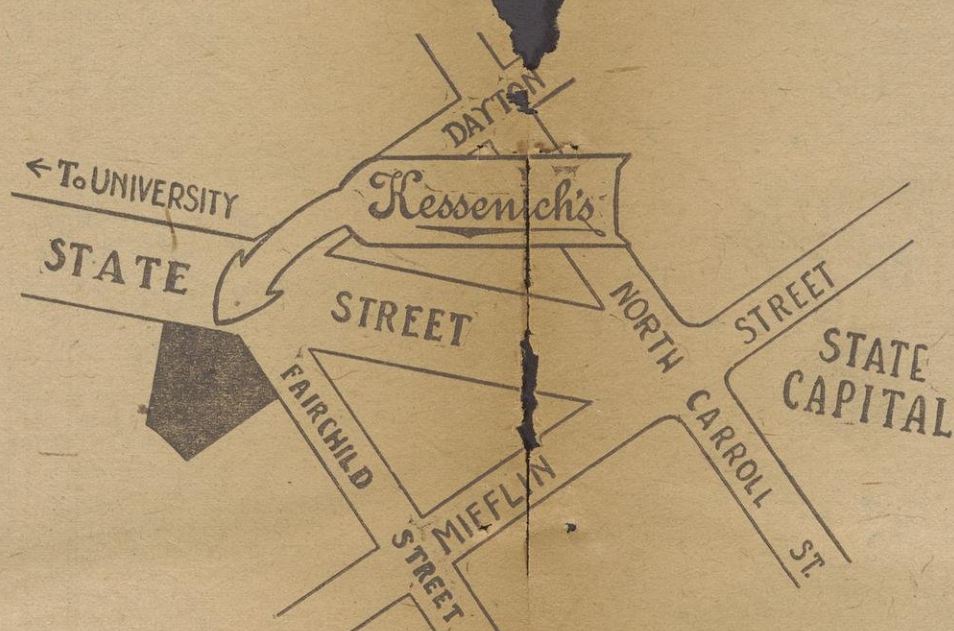 DAYTON
← To UNIVERSITY
Kessenich's
STATE STREET
NORTH CARROLL ST.
STREET
STATE
CAPITAL
FAIRCHILD STREET
MIFFLIN